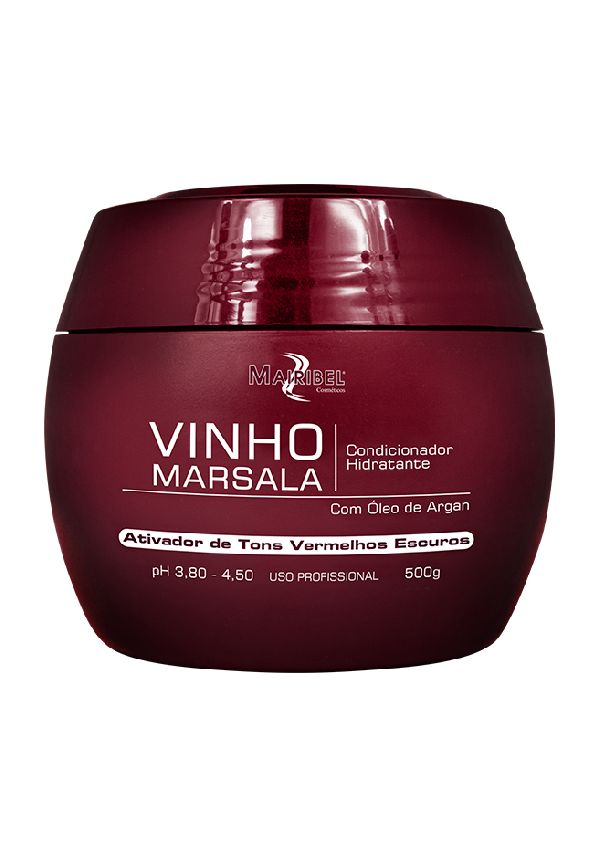 MAIRIBEL®
Cosméticos
VINHO
MARSALA
Condicionador
Hidratante
Com Óleo de Argan
Ativador de Tons Vermelhos Escuros
pH 3,80 - 4,50 USO PROFISSIONAL 500g